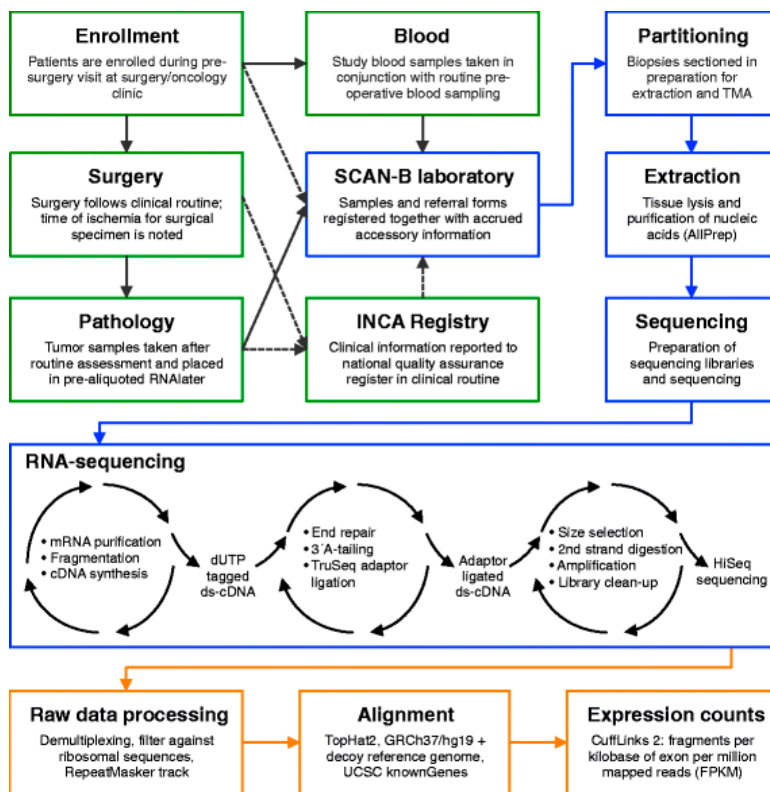 Enrollment
Patients are enrolled during pre-
surgery visit at surgery/oncology
clinic
Blood
Study blood samples taken in
conjunction with routine pre-
operative blood sampling
Partitioning
Biopsies sectioned in
preparation for
extraction and TMA
Surgery
Surgery follows clinical routine;
time of ischemia for surgical
specimen is noted
SCAN-B laboratory
Samples and referral forms
registered together with accrued
accessory information
Extraction
Tissue lysis and
purification of nucleic
acids (AllPrep)
Pathology
Tumor samples taken after
routine assessment and placed
in pre-aliquoted RNAlater
INCA Registry
Clinical information reported to
national quality assurance
register in clinical routine
Sequencing
Preparation of
sequencing libraries
and sequencing
RNA-sequencing
• mRNA purification
• Fragmentation
• cDNA synthesis
dUTP
tagged
ds-cDNA
• End repair
• 3´A-tailing
• TruSeq adaptor
ligation
Adaptor
ligated
ds-cDNA
• Size selection
• 2nd strand digestion
• Amplification
• Library clean-up
HiSeq
sequencing
Raw data processing
Demultiplexing, filter against
ribosomal sequences,
RepeatMasker track
Alignment
TopHat2, GRCh37/hg19 +
decoy reference genome,
UCSC knownGenes
Expression counts
CuffLinks 2: fragments per
kilobase of exon per million
mapped reads (FPKM)